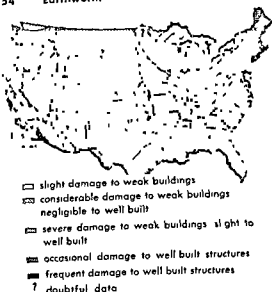 slight damage to weak buildings
considerable damage to weak buildings
negligible to well built
severe damage to weak buildings slight to
well built
occasional damage to well built structures
frequent damage to well built structures
? doubtful data